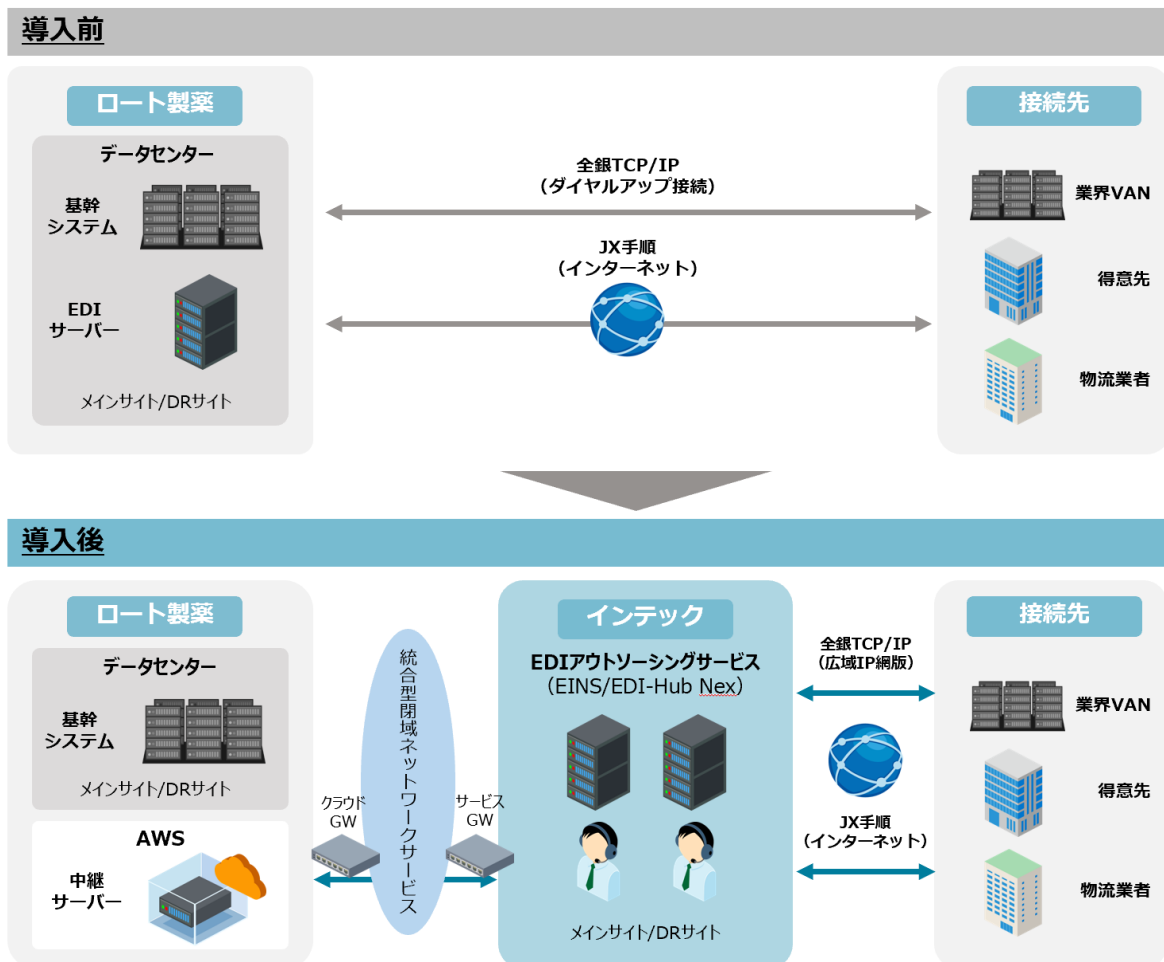 導入前
ロート製薬
データセンター
基幹
システム
EDI
サーバー
メインサイト/DRサイト
全銀TCP/IP
（ダイヤルアップ接続）
JX手順
（インターネット）
接続先
業界VAN
得意先
物流業者
導入後
ロート製薬
データセンター
基幹
システム
メインサイト/DRサイト
AWS
中継
サーバー
クラウド
GW
統合型閉域ネットワークサービス
サービス
GW
インテック
EDIアウトソーシングサービス
（EINS/EDI-Hub Nex）
メインサイト/DRサイト
全銀TCP/IP
（広域IP網版）
JX手順
（インターネット）
接続先
業界VAN
得意先
物流業者